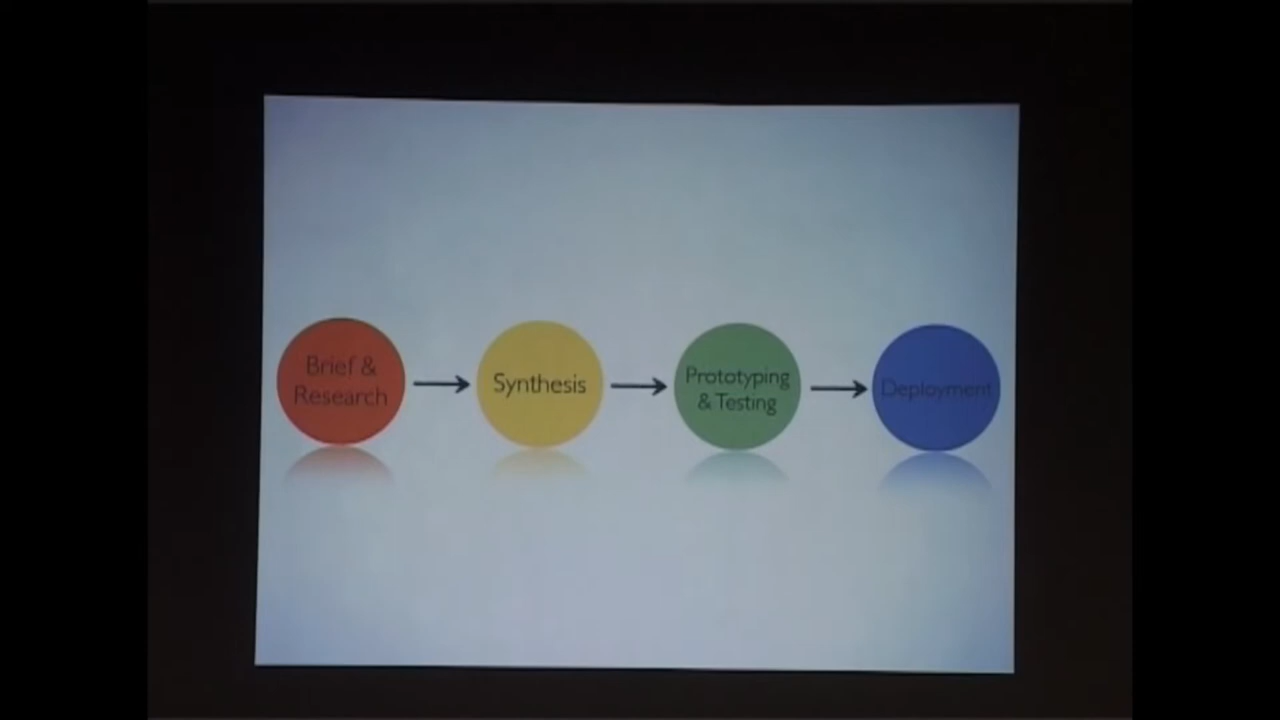 Brief &
Research
Synthesis
Prototyping
& Testing
Deployment